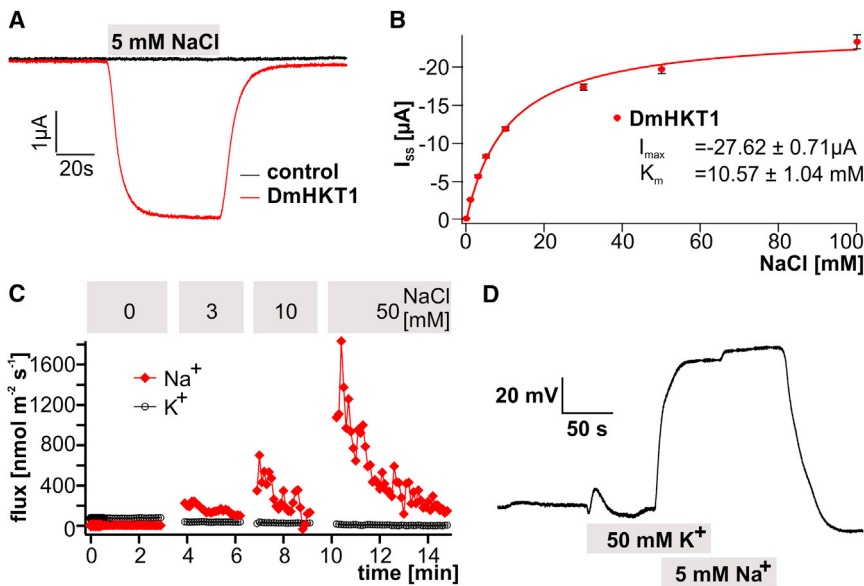 A
5 mM NaCl
1µA
20s
control
DmHKT1
B
I_ss [µA]
-20
-15
-10
-5
0
DmHKT1
I_max =-27.62 ± 0.71µA
K_m =10.57 ± 1.04 mM
0 20 40 60 80 100
NaCl [mM]
C
0 3 10 50 NaCl [mM]
flux [nmol m⁻² s⁻¹]
1600
1200
800
400
0
Na⁺
K⁺
0 2 4 6 8 10 12 14
time [min]
D
20 mV
50 s
50 mM K⁺
5 mM Na⁺